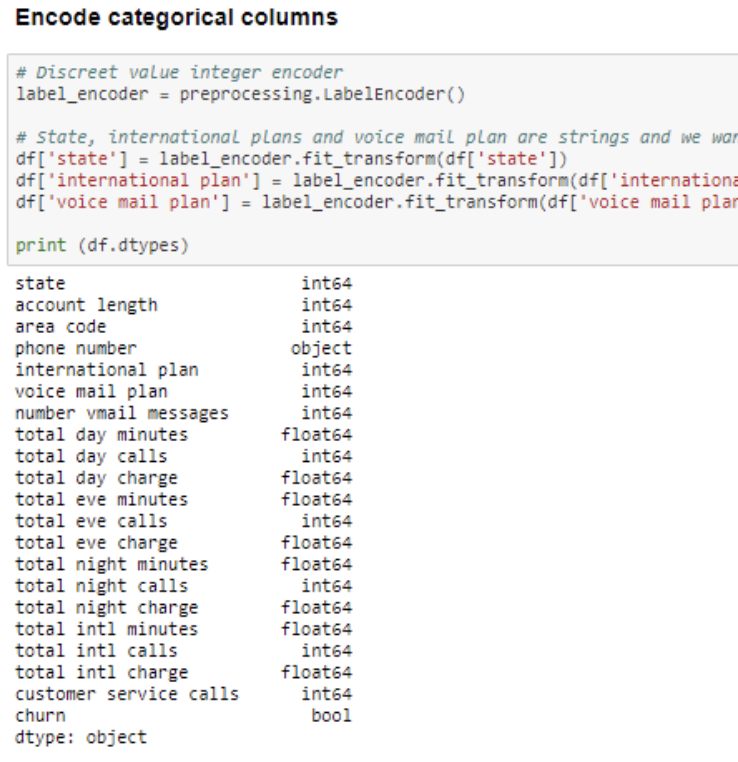 Encode categorical columns
# Discreet value integer encoder
label_encoder = preprocessing.LabelEncoder()
# State, international plans and voice mail plan are strings and we wan
df['state'] = label_encoder.fit_transform(df['state'])
df['international plan'] = label_encoder.fit_transform(df['internationa
df['voice mail plan'] = label_encoder.fit_transform(df['voice mail plan
print (df.dtypes)
state int64
account length int64
area code int64
phone number object
international plan int64
voice mail plan int64
number vmail messages int64
total day minutes float64
total day calls int64
total day charge float64
total eve minutes float64
total eve calls int64
total eve charge float64
total night minutes float64
total night calls int64
total night charge float64
total intl minutes float64
total intl calls int64
total intl charge float64
customer service calls int64
churn bool
dtype: object